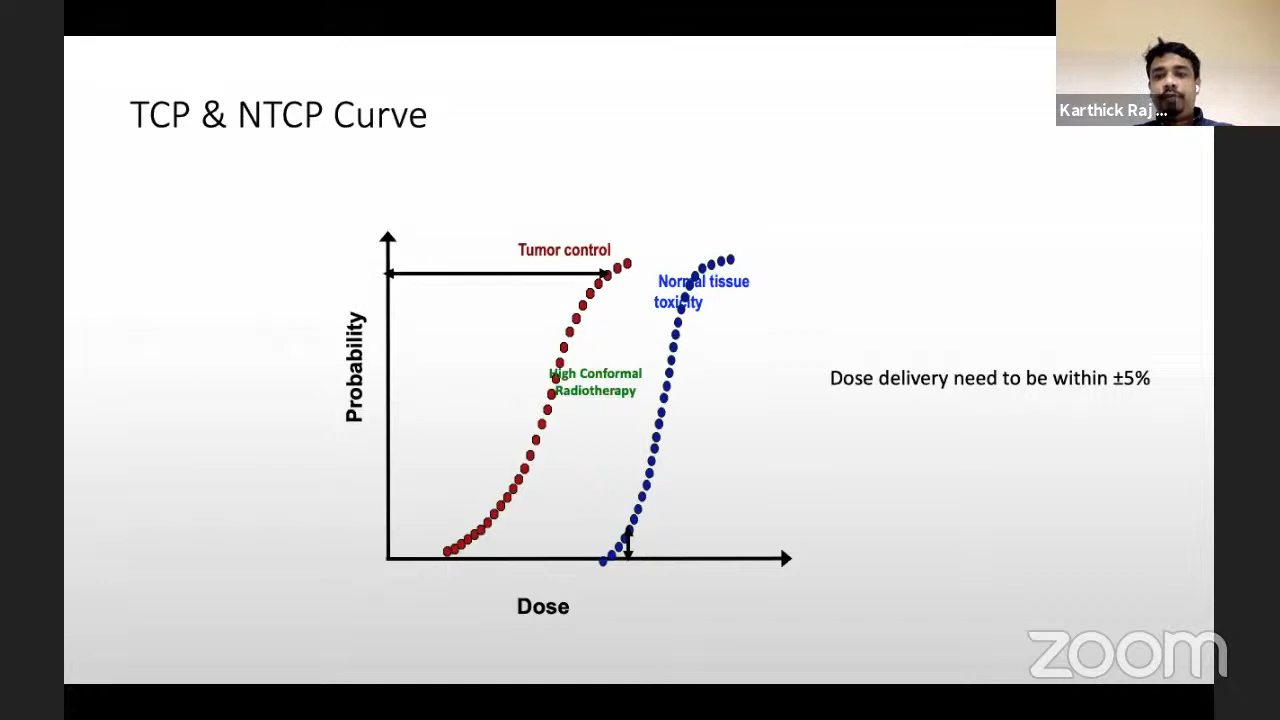 Karthick Raj ...
TCP & NTCP Curve
Tumor control
Normal tissue
toxicity
Probability
High Conformal
Radiotherapy
Dose delivery need to be within ±5%
Dose
zoom